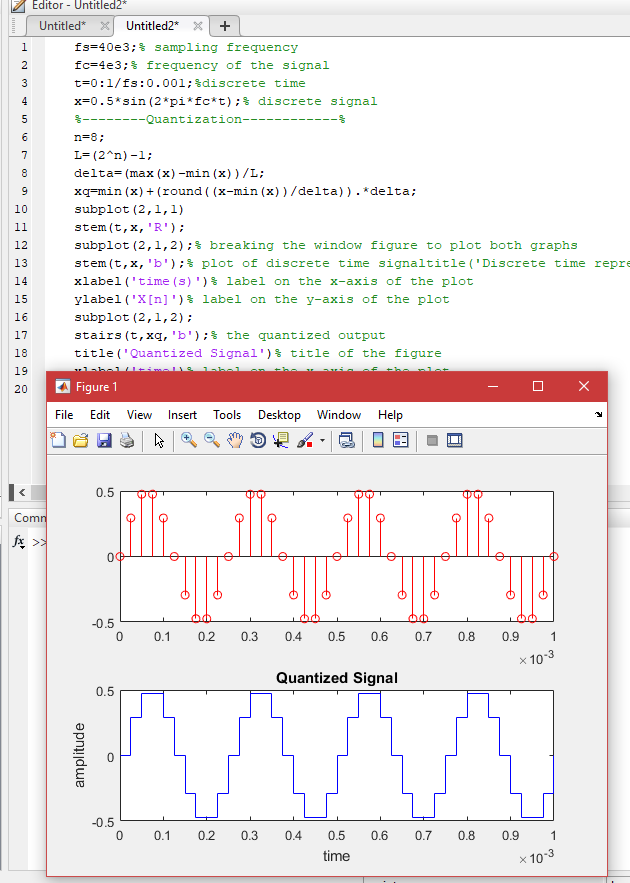 Editor - Untitled2*
Untitled* × Untitled2* × +
1 fs=40e3;% sampling frequency
2 fc=4e3;% frequency of the signal
3 t=0:1/fs:0.001;%discrete time
4 x=0.5*sin(2*pi*fc*t);% discrete signal
5 %--------Quantization------------%
6 n=8;
7 L=(2^n)-1;
8 delta=(max(x)-min(x))/L;
9 xq=min(x)+(round((x-min(x))/delta)).*delta;
10 subplot(2,1,1)
11 stem(t,x,'R');
12 subplot(2,1,2);% breaking the window figure to plot both graphs
13 stem(t,x,'b');% plot of discrete time signaltitle('Discrete time repre
14 xlabel('time(s)')% label on the x-axis of the plot
15 ylabel('X[n]')% label on the y-axis of the plot
16 subplot(2,1,2);
17 stairs(t,xq,'b');% the quantized output
18 title('Quantized Signal')% title of the figure
19 xlabel('time')% label on the x-axis of the plot
20
Figure 1
File Edit View Insert Tools Desktop Window Help
Comm
fx >>
0.5
0
-0.5
0 0.1 0.2 0.3 0.4 0.5 0.6 0.7 0.8 0.9 1
×10-3
Quantized Signal
amplitude
0.5
0
-0.5
0 0.1 0.2 0.3 0.4 0.5 0.6 0.7 0.8 0.9 1
time
×10-3